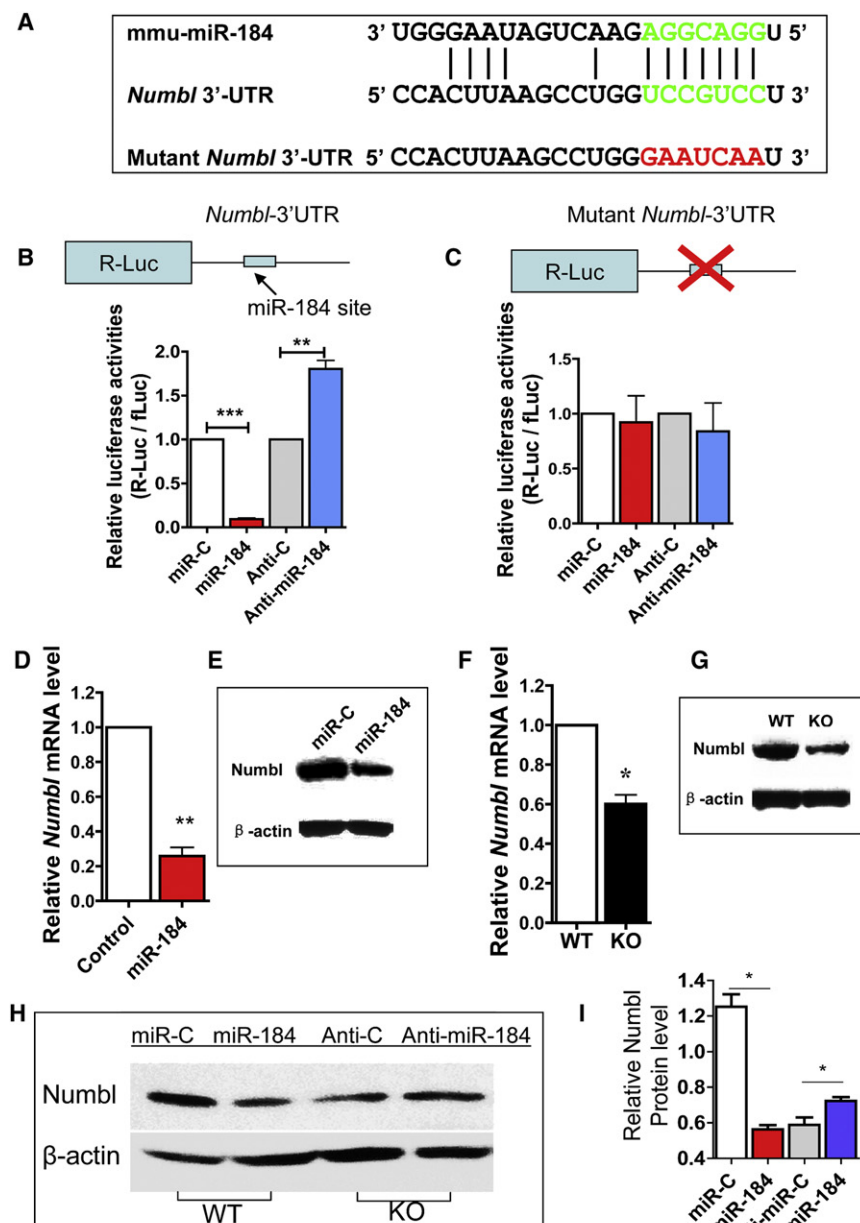 A
mmu-miR-184 3' UGGGAAUAGUCAAGAGGCAGGU 5'
Numbl 3'-UTR 5' CCACUUAAGCCUGGUCCGUCCU 3'
Mutant Numbl 3'-UTR 5' CCACUUAAGCCUGGGAAUCAAU 3'
B
Numbl-3'UTR
R-Luc
miR-184 site
Relative luciferase activities
(R-Luc / fLuc)
2.0
1.5
1.0
0.5
0.0
***
**
miR-C
miR-184
Anti-C
Anti-miR-184
C
Mutant Numbl-3'UTR
R-Luc
Relative luciferase activities
(R-Luc / fLuc)
1.5
1.0
0.5
0.0
miR-C
miR-184
Anti-C
Anti-miR-184
D
Relative Numbl mRNA level
1.2
1.0
0.8
0.6
0.4
0.2
0.0
**
Control
miR-184
E
miR-C
miR-184
Numbl
β-actin
F
Relative Numbl mRNA level
1.2
1.0
0.8
0.6
0.4
0.2
0.0
*
WT
KO
G
WT KO
Numbl
β-actin
H
miR-C miR-184 Anti-C Anti-miR-184
Numbl
β-actin
WT KO
I
Relative Numbl
Protein level
1.4
1.2
1.0
0.8
0.6
0.4
*
*
miR-C
miR-184